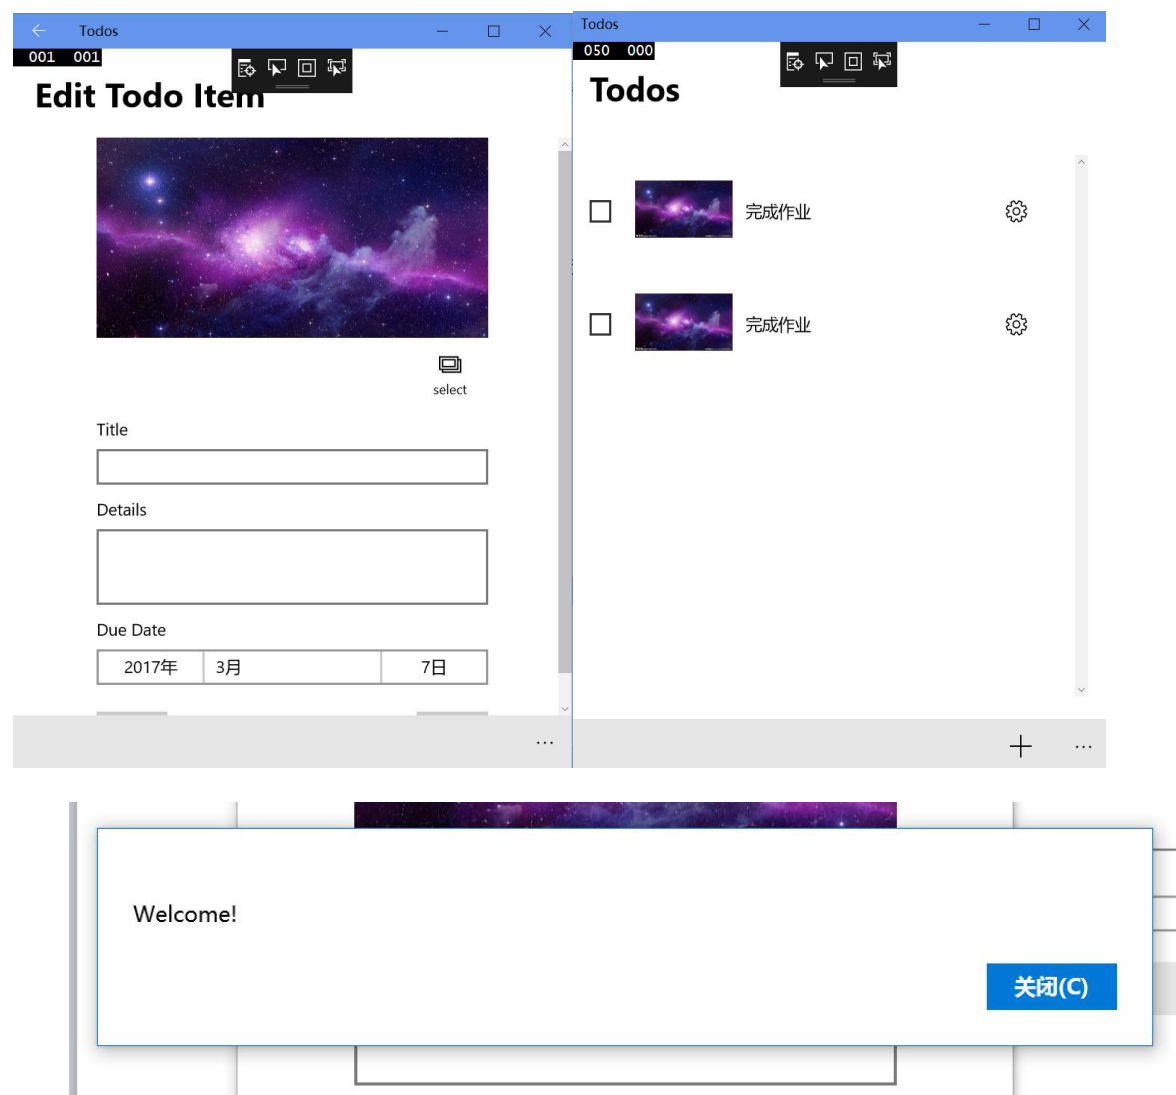 Todos
001 001
Edit Todo Item
select
Title
Details
Due Date
2017年 3月 7日
Todos
050 000
Todos
完成作业
完成作业
Welcome!
关闭(C)